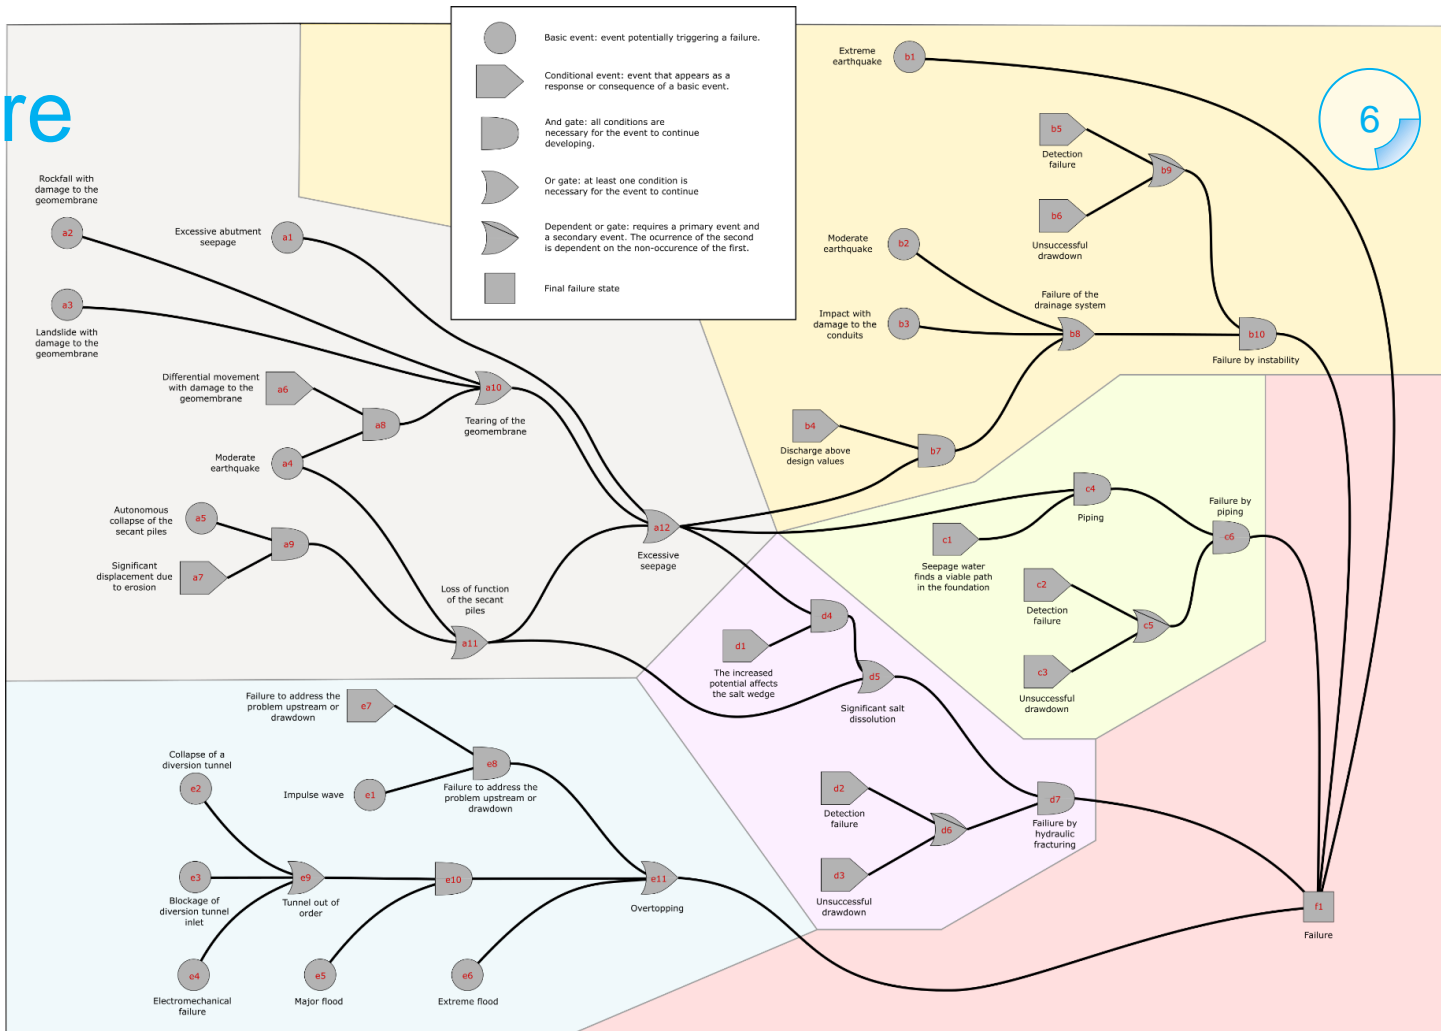 re
6
Basic event: event potentially triggering a failure.
Conditional event: event that appears as a
response or consequence of a basic event.
And gate: all conditions are
necessary for the event to continue
developing.
Or gate: at least one condition is
necessary for the event to continue
Dependent or gate: requires a primary event and
a secondary event. The ocurrence of the second
is dependent on the non-occurence of the first.
Final failure state
Rockfall with
damage to the
geomembrane
a2
Excessive abutment
seepage
a1
a3
Landslide with
damage to the
geomembrane
Differential movement
with damage to the
geomembrane
a6
a8
a10
Tearing of the
geomembrane
Moderate
earthquake
a4
Autonomous
collapse of the
secant piles
a5
a9
Significant
displacement due
to erosion
a7
Loss of function
of the secant
piles
a11
a12
Excessive
seepage
Extreme
earthquake
b1
b5
Detection
failure
b9
b6
Unsuccessful
drawdown
Moderate
earthquake
b2
Impact with
damage to the
conduits
b3
Failure of the
drainage system
b8
b10
Failure by instability
b4
Discharge above
design values
b7
c4
Piping
Failure by
piping
c6
c1
Seepage water
finds a viable path
in the foundation
c2
Detection
failure
c5
c3
Unsuccessful
drawdown
d4
d1
The increased
potential affects
the salt wedge
d5
Significant salt
dissolution
d2
Detection
failure
d6
d3
Unsuccessful
drawdown
d7
Failiure by
hydraulic
fracturing
Failure to address the
problem upstream or
drawdown
e7
e8
Failure to address the
problem upstream or
drawdown
Impulse wave
e1
Collapse of a
diversion tunnel
e2
e3
Blockage of
diversion tunnel
inlet
e9
Tunnel out of
order
e10
e11
Overtopping
e4
Electromechanical
failure
e5
Major flood
e6
Extreme flood
f1
Failure